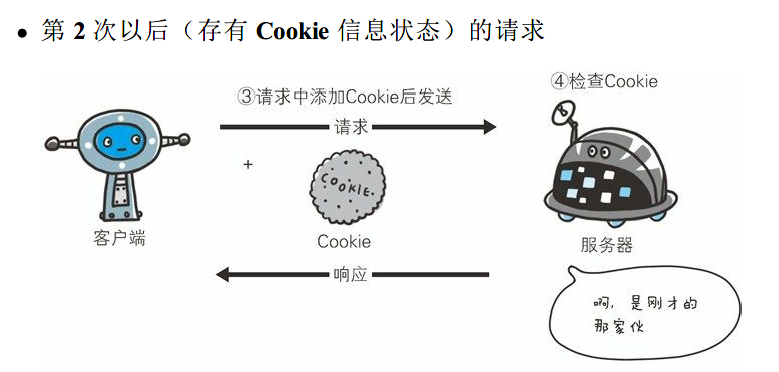 • 第 2 次以后（存有 Cookie 信息状态）的请求
③请求中添加Cookie后发送
④检查Cookie
请求
+
COOKIE
客户端
Cookie
服务器
响应
啊，是刚才的
那家伙